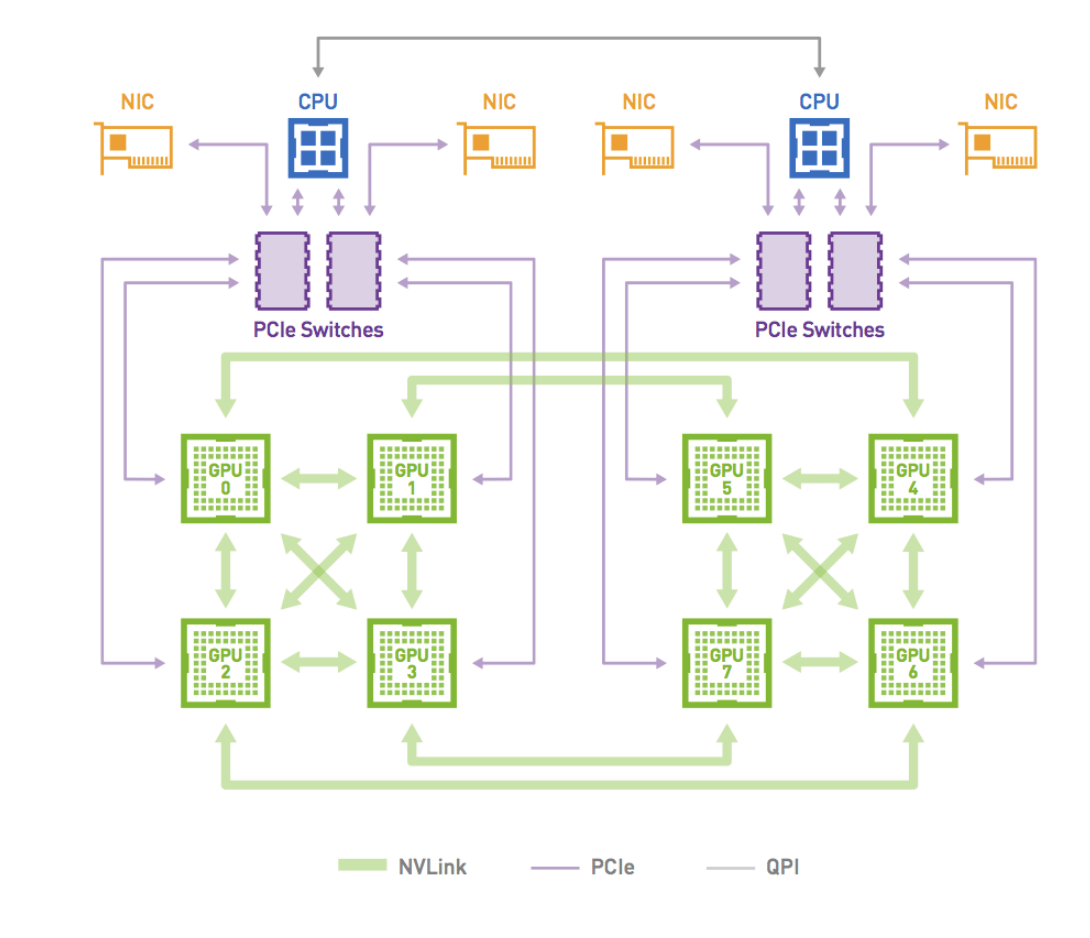 NIC
CPU
NIC
NIC
CPU
NIC
PCIe Switches
PCIe Switches
GPU
0
GPU
1
GPU
5
GPU
4
GPU
2
GPU
3
GPU
7
GPU
6
NVLink
PCIe
QPI